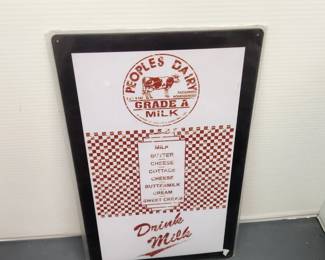 PEOPLES DAIRY
GRADE A
MILK
MILK
BUTTER
CHEESE
COTTAGE
CHEESE
BUTTERMILK
CREAM
SWEET CREAM
Drink
Milk